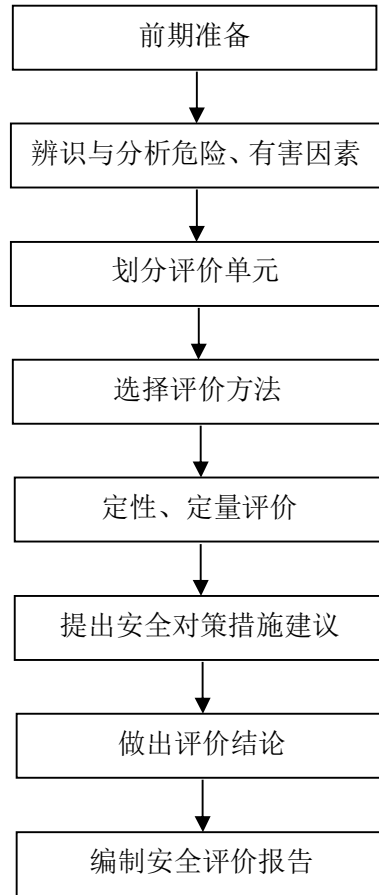 前期准备
辨识与分析危险、有害因素
划分评价单元
选择评价方法
定性、定量评价
提出安全对策措施建议
做出评价结论
编制安全评价报告